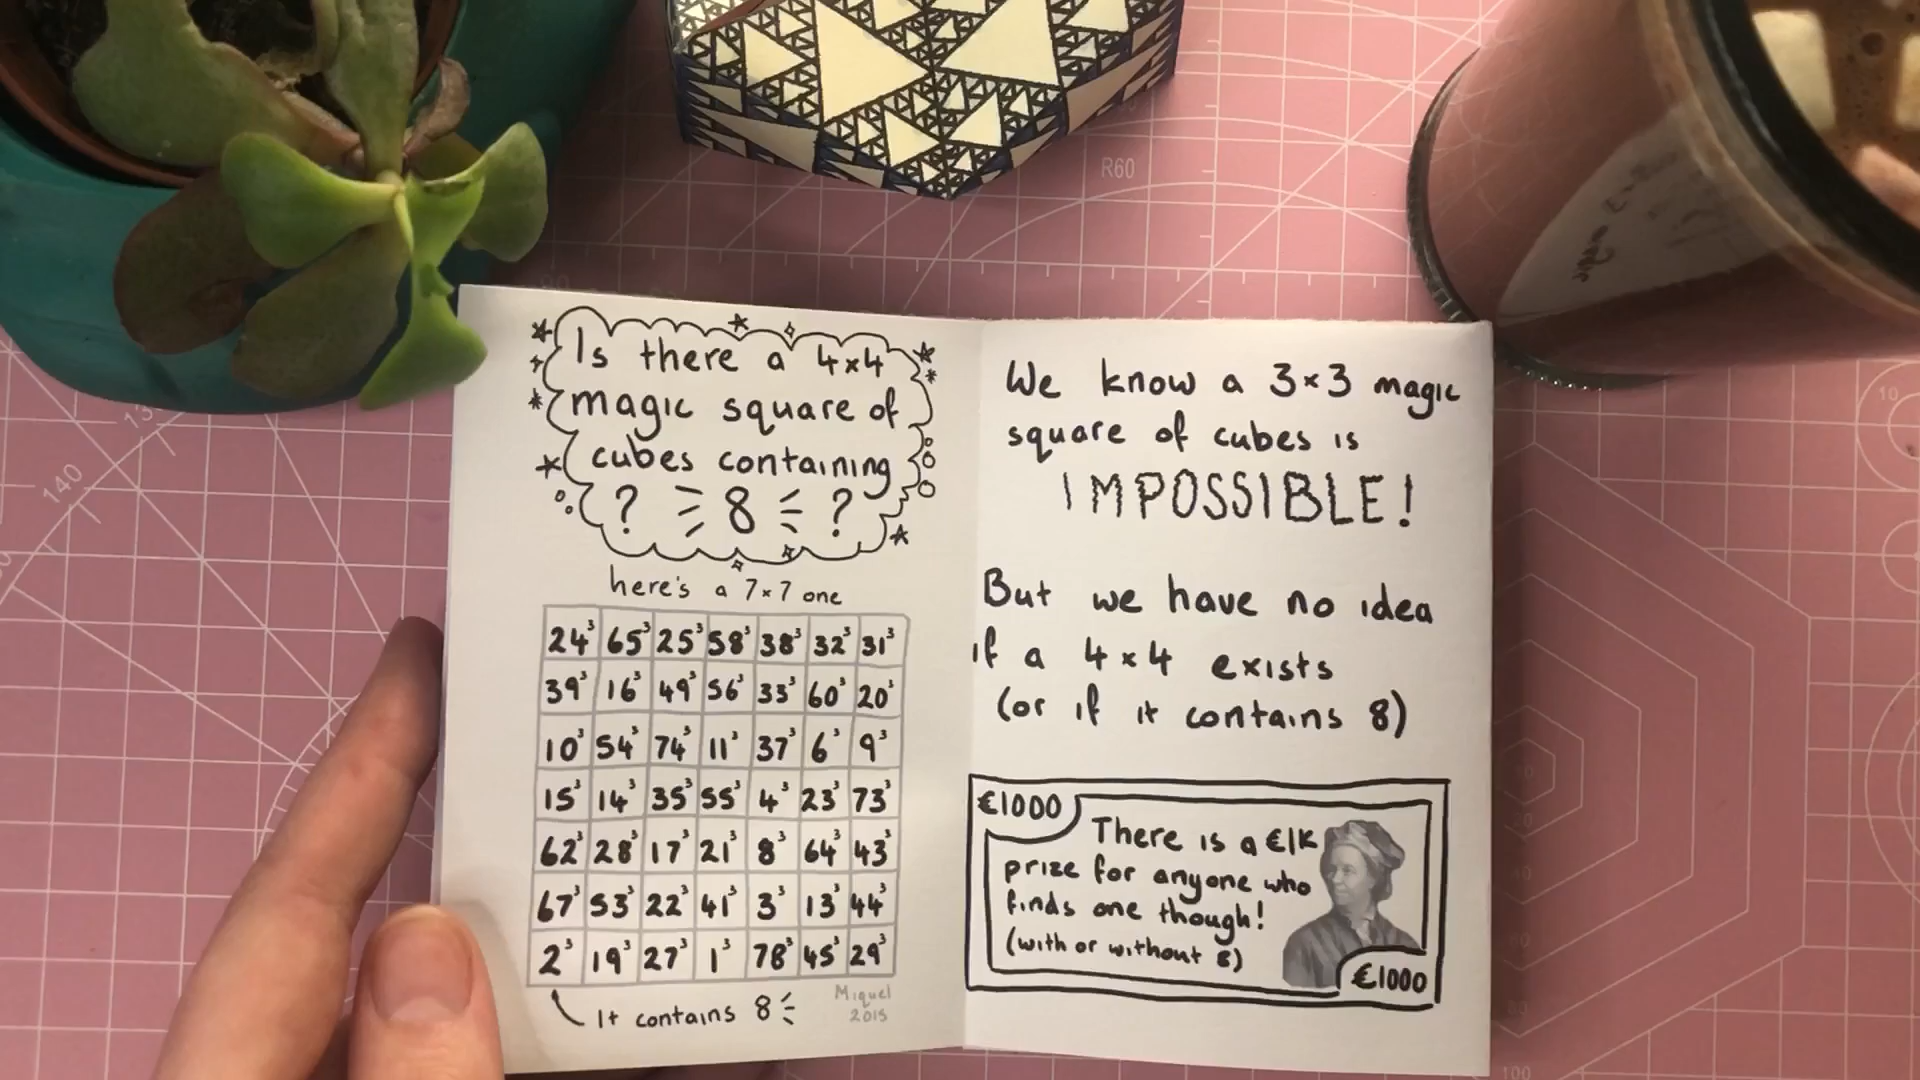 R60
140
Is there a 4×4
magic square of
cubes containing
? 8 ?
here's a 7×7 one
24³ 65³ 25³ 58³ 38³ 32³ 31³
39³ 16³ 49³ 56³ 33³ 60³ 20³
10³ 54³ 74³ 11³ 37³ 6³ 9³
15³ 14³ 35³ 55³ 4³ 23³ 73³
62³ 28³ 17³ 21³ 8³ 64³ 43³
67³ 53³ 22³ 41³ 3³ 13³ 44³
2³ 19³ 27³ 1³ 78³ 45³ 29³
It contains 8
Miquel
2015
We know a 3×3 magic
square of cubes is
IMPOSSIBLE!
But we have no idea
if a 4×4 exists
(or if it contains 8)
€1000
There is a €1K
prize for anyone who
finds one though!
(with or without 8)
€1000
10
100